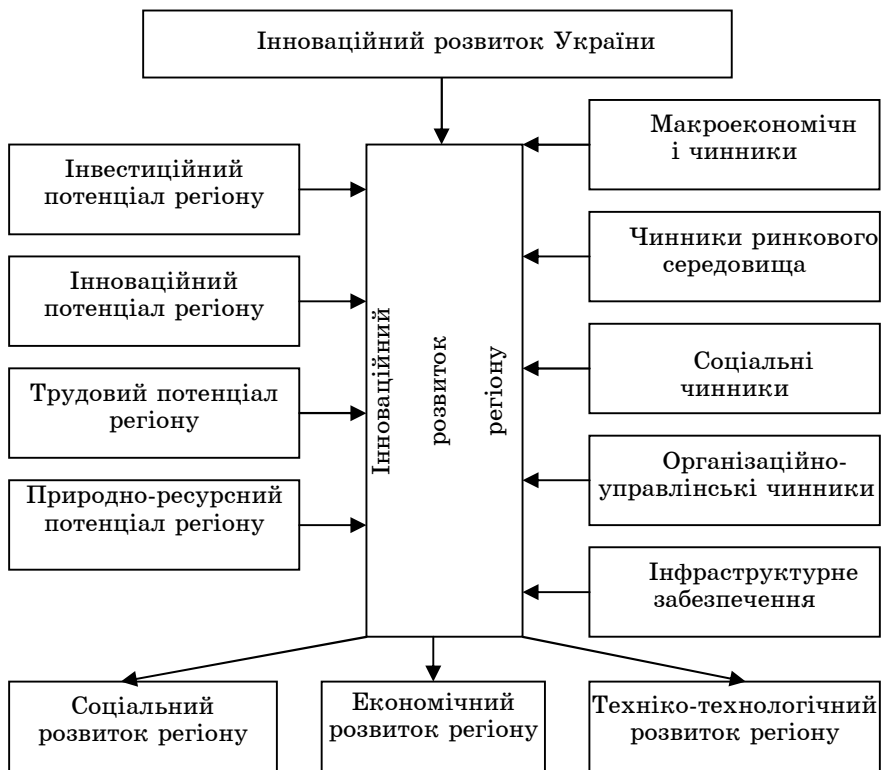 Інноваційний розвиток України
Макроекономічн
і чинники
Інвестиційний
потенціал регіону
Чинники ринкового
середовища
Інноваційний
потенціал регіону
Інноваційний
розвиток
регіону
Соціальні
чинники
Трудовий потенціал
регіону
Організаційно-
управлінські чинники
Природно-ресурсний
потенціал регіону
Інфраструктурне
забезпечення
Соціальний
розвиток регіону
Економічний
розвиток регіону
Техніко-технологічний
розвиток регіону